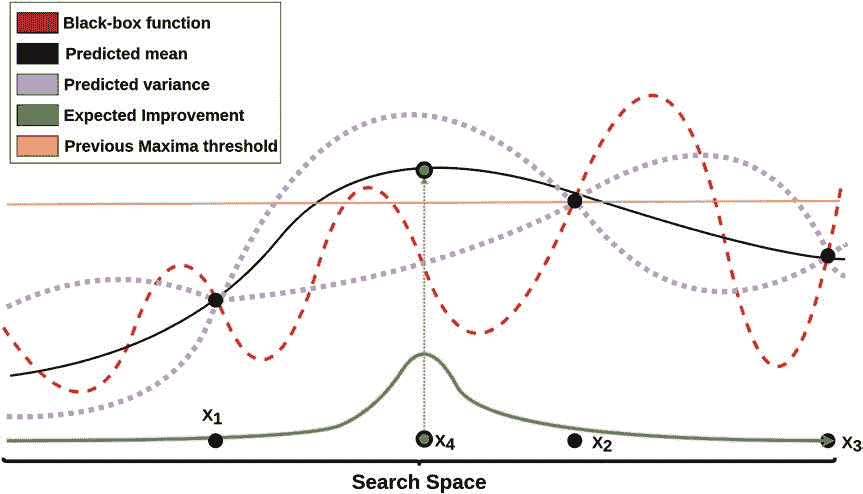 Black-box function
Predicted mean
Predicted variance
Expected Improvement
Previous Maxima threshold
x1
x4
x2
x3
Search Space